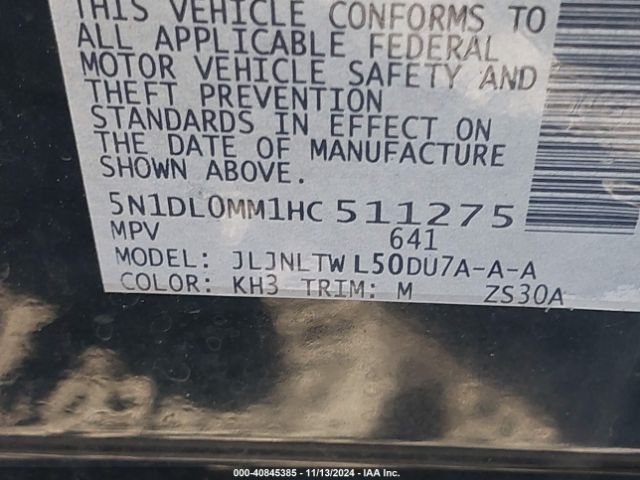 THIS VEHICLE CONFORMS TO
ALL APPLICABLE FEDERAL
MOTOR VEHICLE SAFETY AND
THEFT PREVENTION
STANDARDS IN EFFECT ON
THE DATE OF MANUFACTURE
SHOWN ABOVE.
5N1DL0MM1HC 511275
MPV 641
MODEL: JLJNLTW L50DU7A-A-A
COLOR: KH3 TRIM: M ZS30A
000-40845385 - 11/13/2024 - IAA Inc.